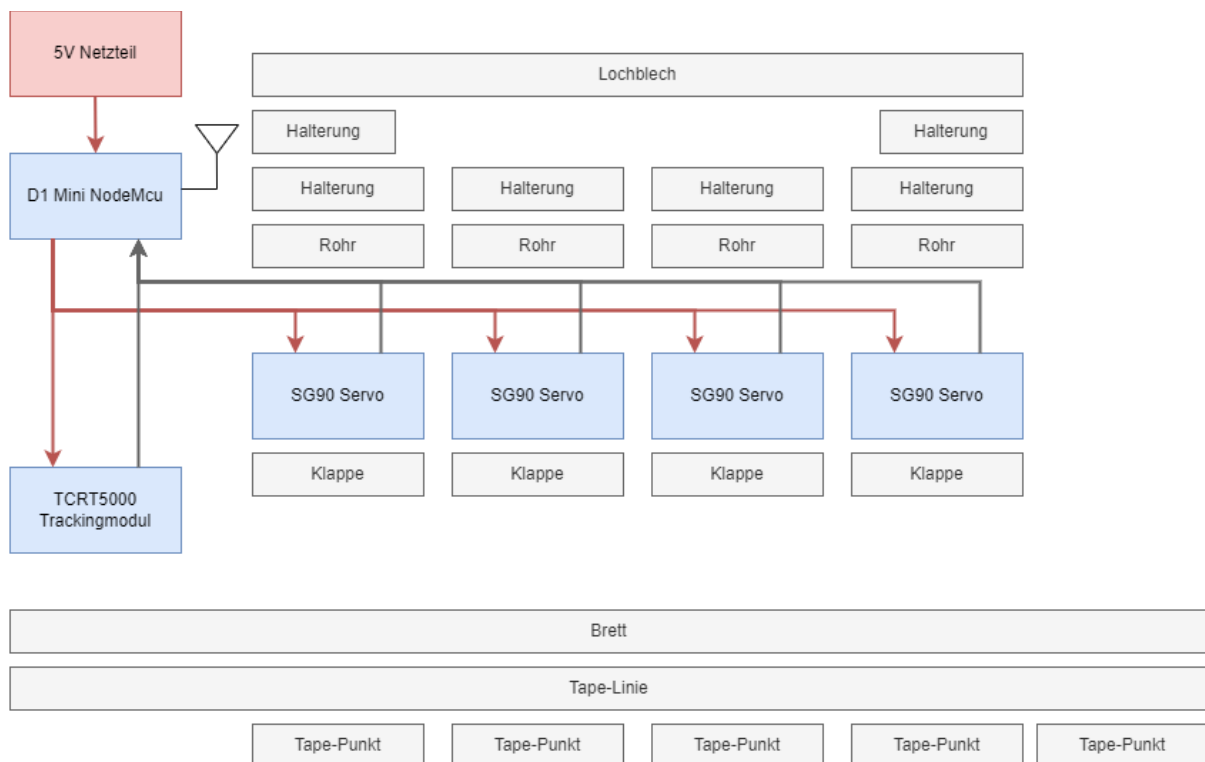 5V Netzteil
Lochblech
Halterung
Halterung
D1 Mini NodeMcu
Halterung
Halterung
Halterung
Halterung
Rohr
Rohr
Rohr
Rohr
SG90 Servo
SG90 Servo
SG90 Servo
SG90 Servo
Klappe
Klappe
Klappe
Klappe
TCRT5000
Trackingmodul
Brett
Tape-Linie
Tape-Punkt
Tape-Punkt
Tape-Punkt
Tape-Punkt
Tape-Punkt